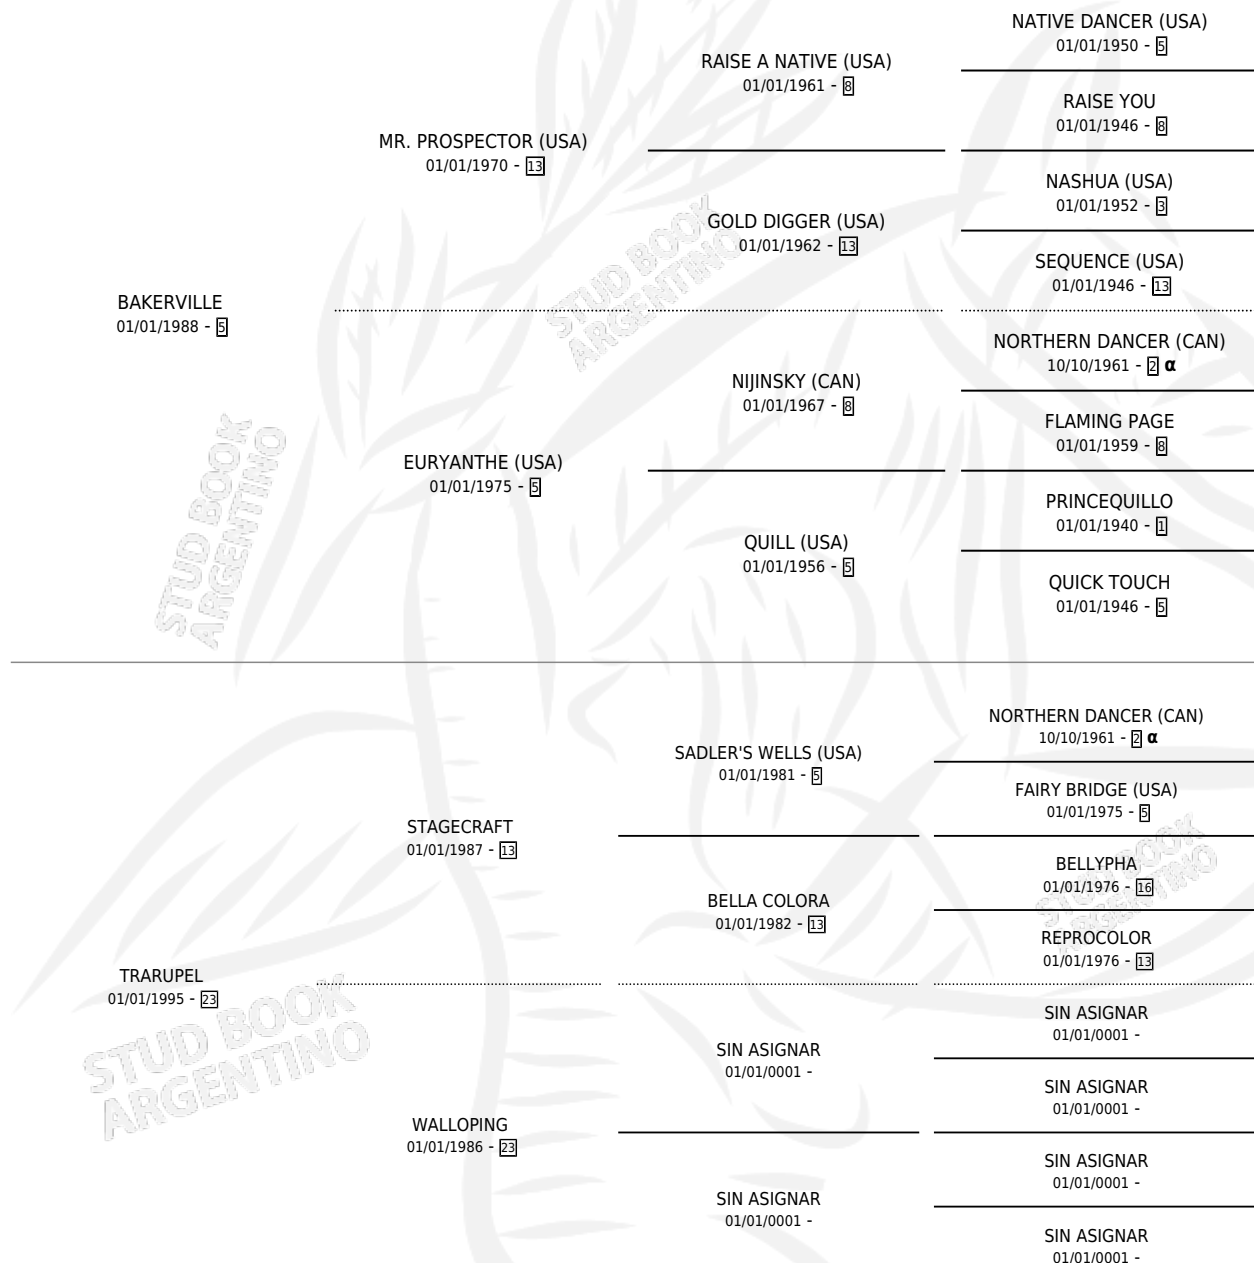 NATIVE DANCER (USA)
01/01/1950 - 5
RAISE A NATIVE (USA)
01/01/1961 - 8
RAISE YOU
01/01/1946 - 8
MR. PROSPECTOR (USA)
01/01/1970 - 13
NASHUA (USA)
01/01/1952 - 3
GOLD DIGGER (USA)
01/01/1962 - 13
SEQUENCE (USA)
01/01/1946 - 13
BAKERVILLE
01/01/1988 - 5
NORTHERN DANCER (CAN)
10/10/1961 - 2 α
NIJINSKY (CAN)
01/01/1967 - 8
FLAMING PAGE
01/01/1959 - 8
EURYANTHE (USA)
01/01/1975 - 5
PRINCEQUILLO
01/01/1940 - 1
QUILL (USA)
01/01/1956 - 5
QUICK TOUCH
01/01/1946 - 5
NORTHERN DANCER (CAN)
10/10/1961 - 2 α
SADLER'S WELLS (USA)
01/01/1981 - 5
FAIRY BRIDGE (USA)
01/01/1975 - 5
STAGECRAFT
01/01/1987 - 13
BELLYPHA
01/01/1976 - 16
BELLA COLORA
01/01/1982 - 13
REPROCOLOR
01/01/1976 - 13
TRARUPEL
01/01/1995 - 23
SIN ASIGNAR
01/01/0001 -
SIN ASIGNAR
01/01/0001 -
SIN ASIGNAR
01/01/0001 -
WALLOPING
01/01/1986 - 23
SIN ASIGNAR
01/01/0001 -
SIN ASIGNAR
01/01/0001 -
SIN ASIGNAR
01/01/0001 -
STUD BOOK
ARGENTINO
STUD BOOK
ARGENTINO
STUD BOOK
ARGENTINO
STUD BOOK
ARGENTINO